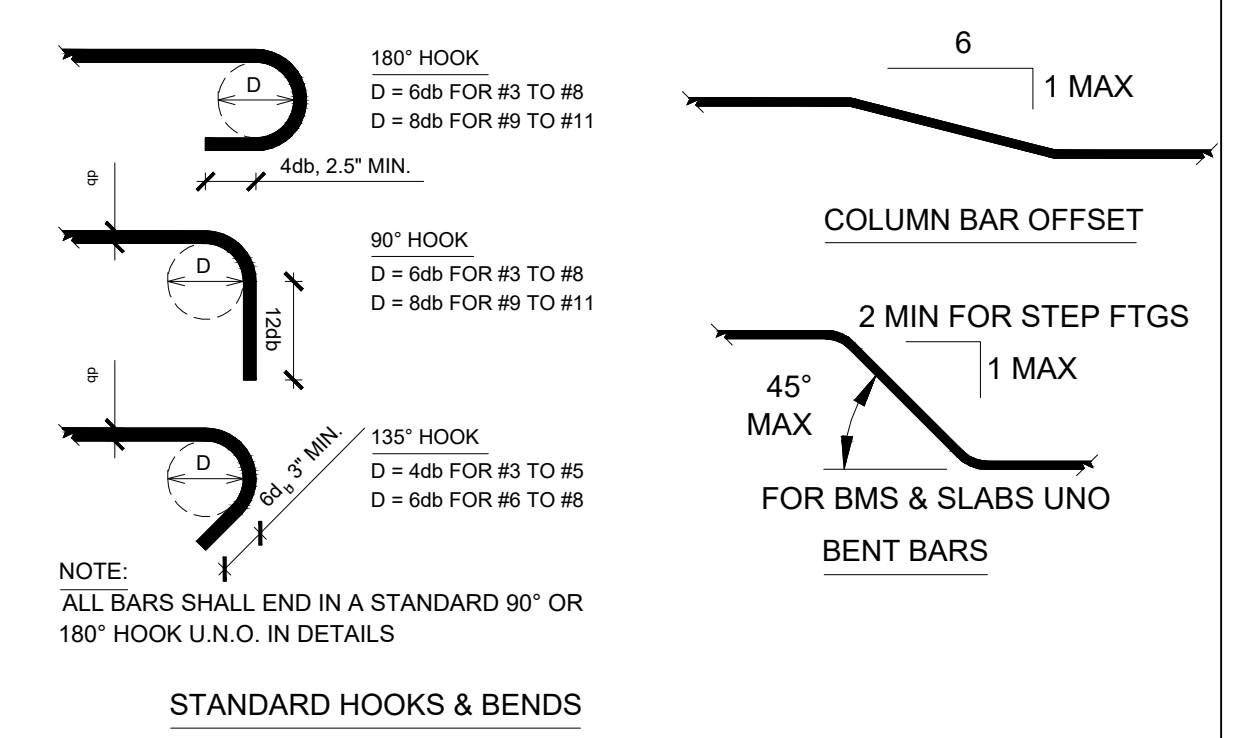 180° HOOK
D = 6db FOR #3 TO #8
D = 8db FOR #9 TO #11
D
4db, 2.5" MIN.
db
90° HOOK
D = 6db FOR #3 TO #8
D = 8db FOR #9 TO #11
D
12db
db
135° HOOK
D = 4db FOR #3 TO #5
D = 6db FOR #6 TO #8
D
6db 3" MIN.
NOTE:
ALL BARS SHALL END IN A STANDARD 90° OR
180° HOOK U.N.O. IN DETAILS
STANDARD HOOKS & BENDS
6
1 MAX
COLUMN BAR OFFSET
2 MIN FOR STEP FTGS
1 MAX
45°
MAX
FOR BMS & SLABS UNO
BENT BARS